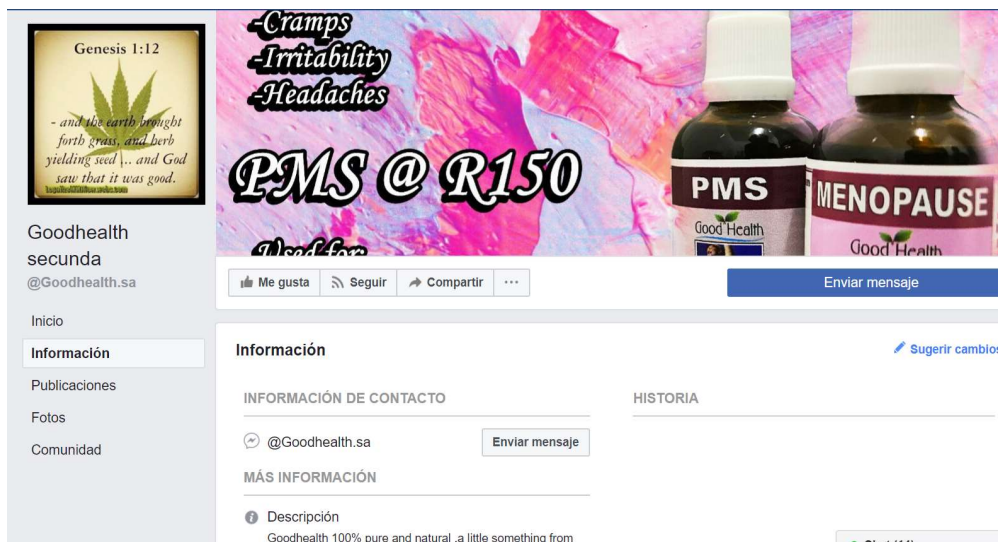 Genesis 1:12
- and the earth brought
forth grass, and herb
yielding seed ... and God
saw that it was good.
Goodhealth
secunda
@Goodhealth.sa
Inicio
Información
Publicaciones
Fotos
Comunidad
-Cramps
-Irritability
-Headaches
PMS @ R150
Used for
PMS
Good Health
MENOPAUSE
Good Health
Me gusta
Seguir
Compartir
...
Enviar mensaje
Información
Sugerir cambios
INFORMACIÓN DE CONTACTO
@Goodhealth.sa
Enviar mensaje
MÁS INFORMACIÓN
Descripción
Goodhealth 100% pure and natural ,a little something from
HISTORIA